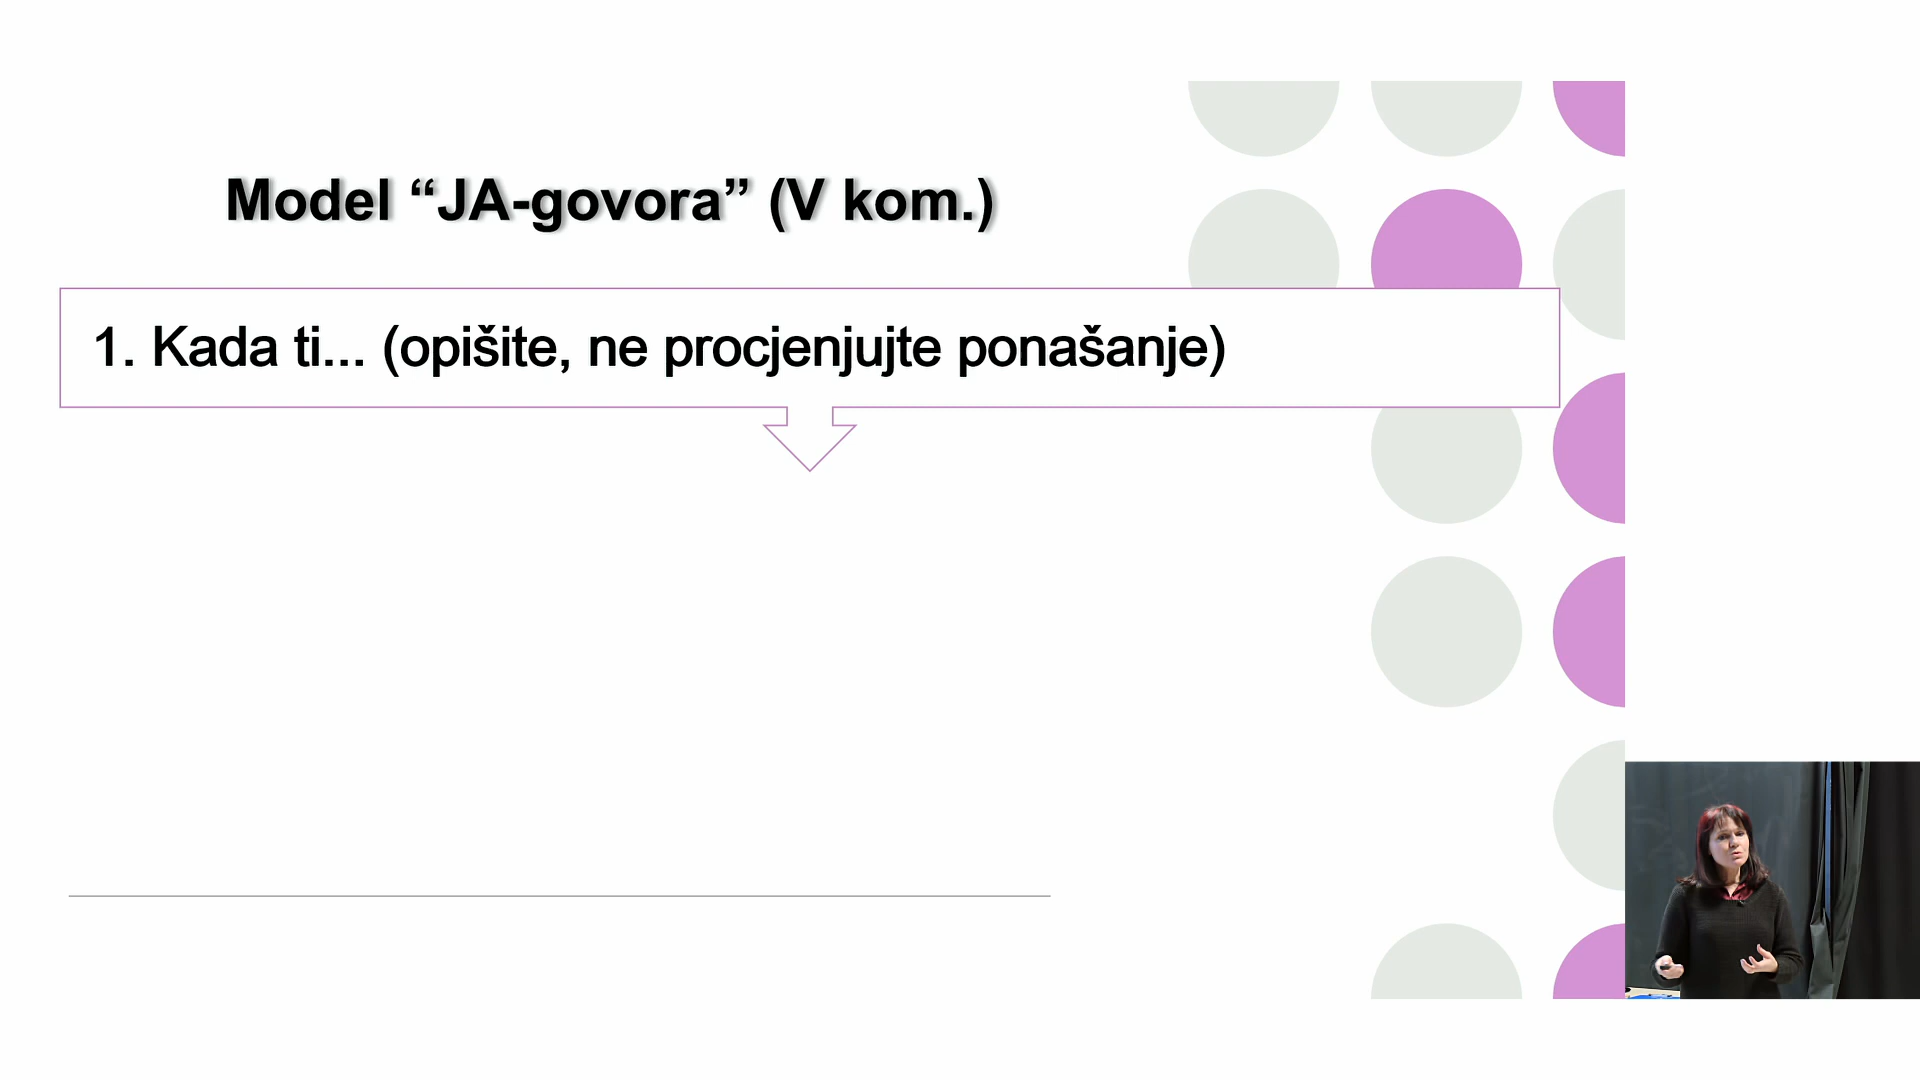 Model “JA-govora” (V kom.)
1. Kada ti... (opišite, ne procjenjujte ponašanje)